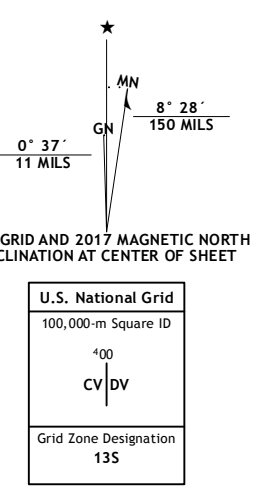 ★
MN
8° 28´
150 MILS
GN
0° 37´
11 MILS
GRID AND 2017 MAGNETIC NORTH
CLINATION AT CENTER OF SHEET
U.S. National Grid
100,000-m Square ID
⁴00
CV DV
Grid Zone Designation
13S